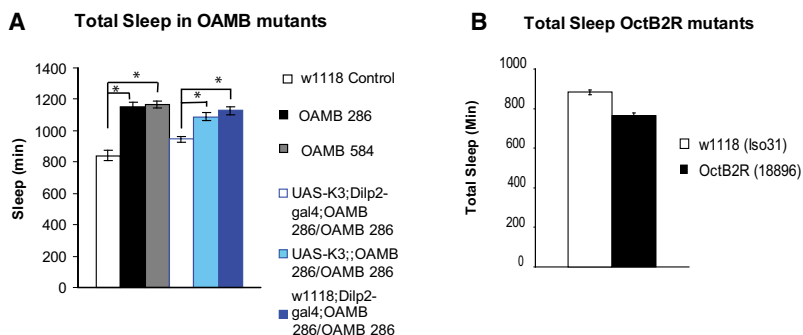 A
Total Sleep in OAMB mutants
1400
1200
1000
800
600
400
200
0
Sleep (min)
*
*
*
*
w1118 Control
OAMB 286
OAMB 584
UAS-K3;Dilp2-
gal4;OAMB
286/OAMB 286
UAS-K3;;OAMB
286/OAMB 286
w1118;Dilp2-
gal4;OAMB
286/OAMB 286
B
Total Sleep OctB2R mutants
1000
800
600
400
200
0
Total Sleep (Min)
w1118 (Iso31)
OctB2R (18896)